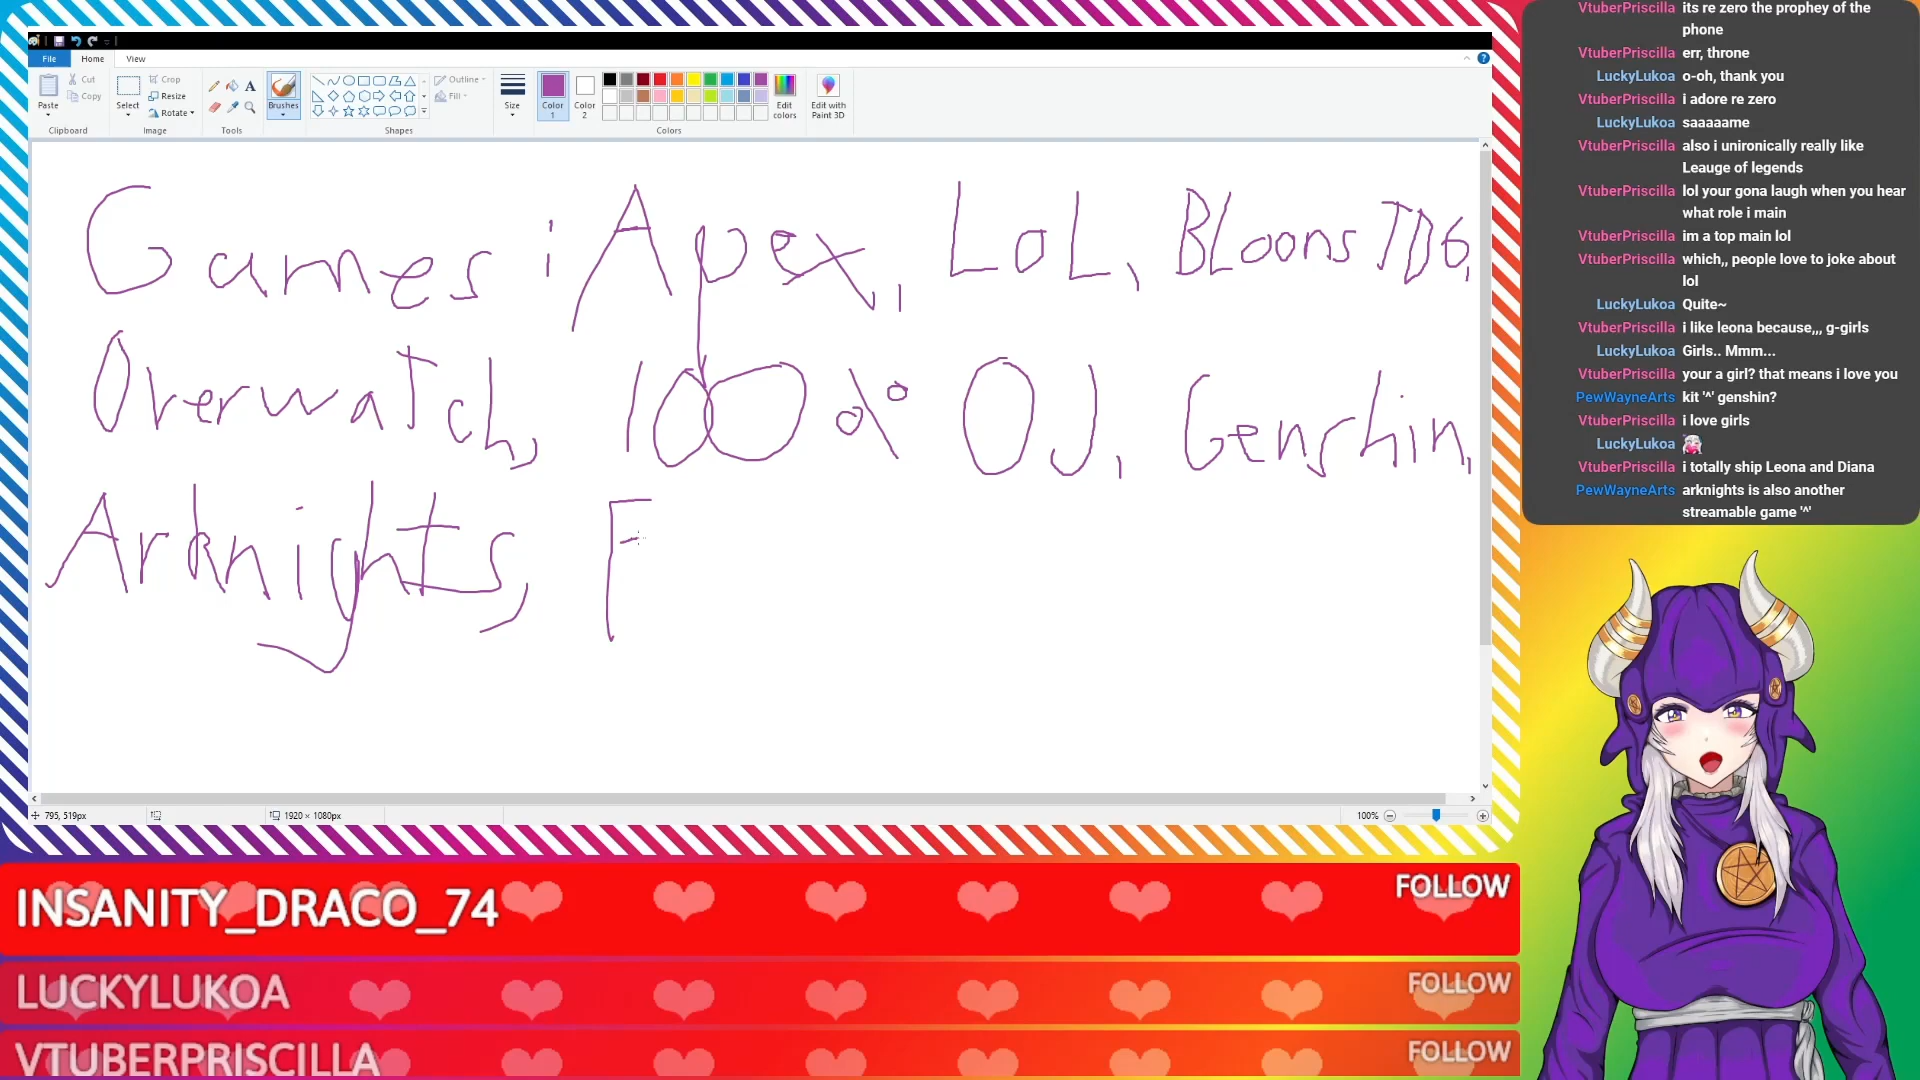 File Home View
Paste Cut Copy Select Crop Resize Rotate Brushes Outline Fill Size Color 1 Color 2 Edit colors Edit with Paint 3D
Clipboard Image Tools Shapes Colors
Games: Apex, LoL, BLoons TD6,
Overwatch, 100% OJ, Genshin,
Arknights, F
795, 519px 1920 × 1080px 100%
VtuberPriscilla its re zero the prophey of the
phone
VtuberPriscilla err, throne
LuckyLukoa o-oh, thank you
VtuberPriscilla i adore re zero
LuckyLukoa saaaaame
VtuberPriscilla also i unironically really like
Leauge of legends
VtuberPriscilla lol your gona laugh when you hear
what role i main
VtuberPriscilla im a top main lol
VtuberPriscilla which,, people love to joke about
lol
LuckyLukoa Quite~
VtuberPriscilla i like leona because,,, g-girls
LuckyLukoa Girls.. Mmm...
VtuberPriscilla your a girl? that means i love you
PewWayneArts kit '^' genshin?
VtuberPriscilla i love girls
LuckyLukoa
VtuberPriscilla i totally ship Leona and Diana
PewWayneArts arknights is also another
streamable game '^'
INSANITY_DRACO_74 FOLLOW
LUCKYLUKOA FOLLOW
VTUBERPRISCILLA FOLLOW